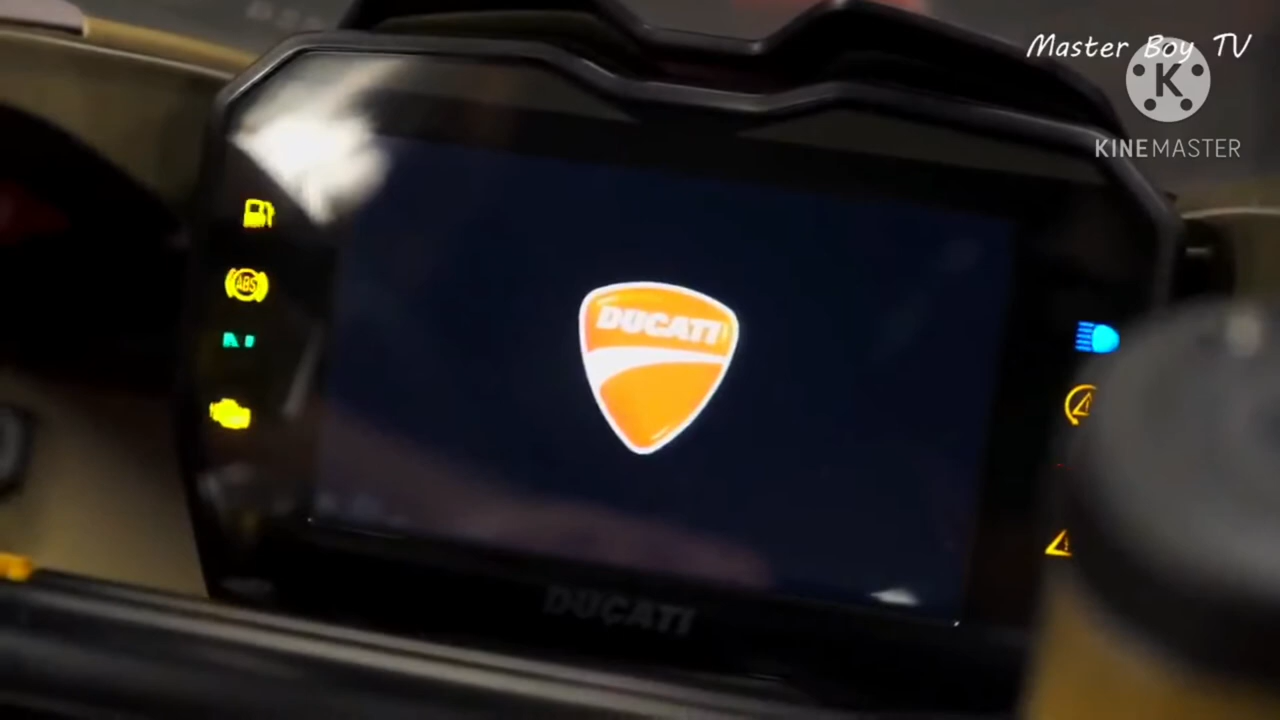 Master Boy TV
K
KINEMASTER
ABS
N
DUCATI
DUCATI